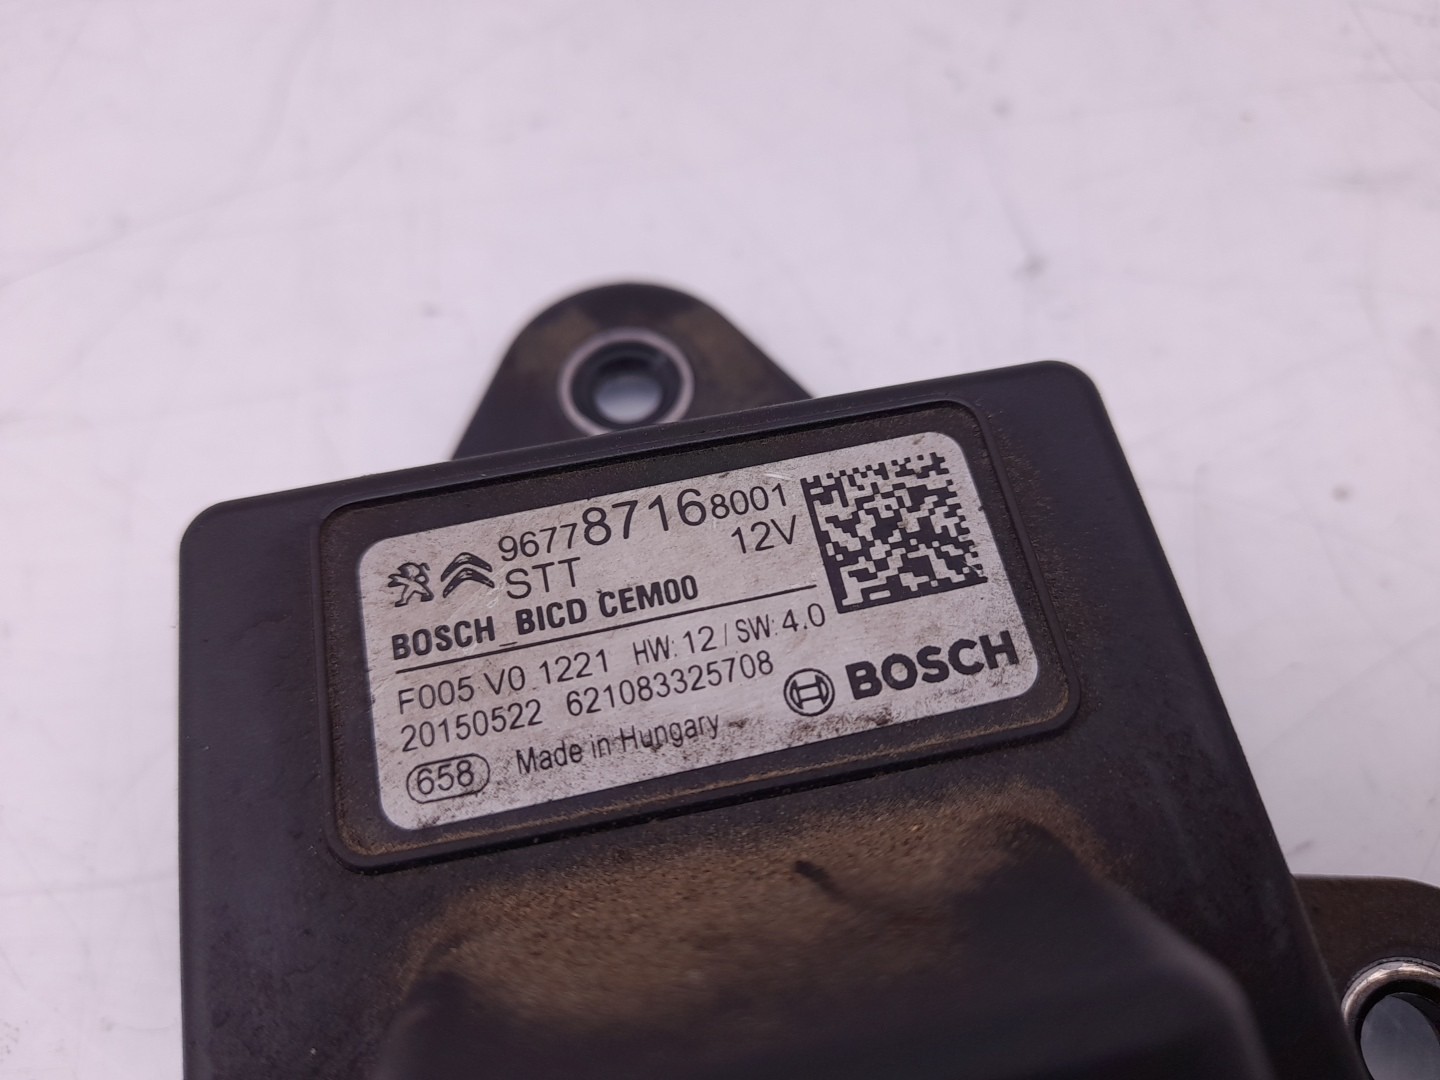 96778716​8001
STT 12V
BOSCH_BICD CEM00
F005 V0 1221 HW: 12 / SW: 4.0
20150522 621083325708
658 Made in Hungary
BOSCH